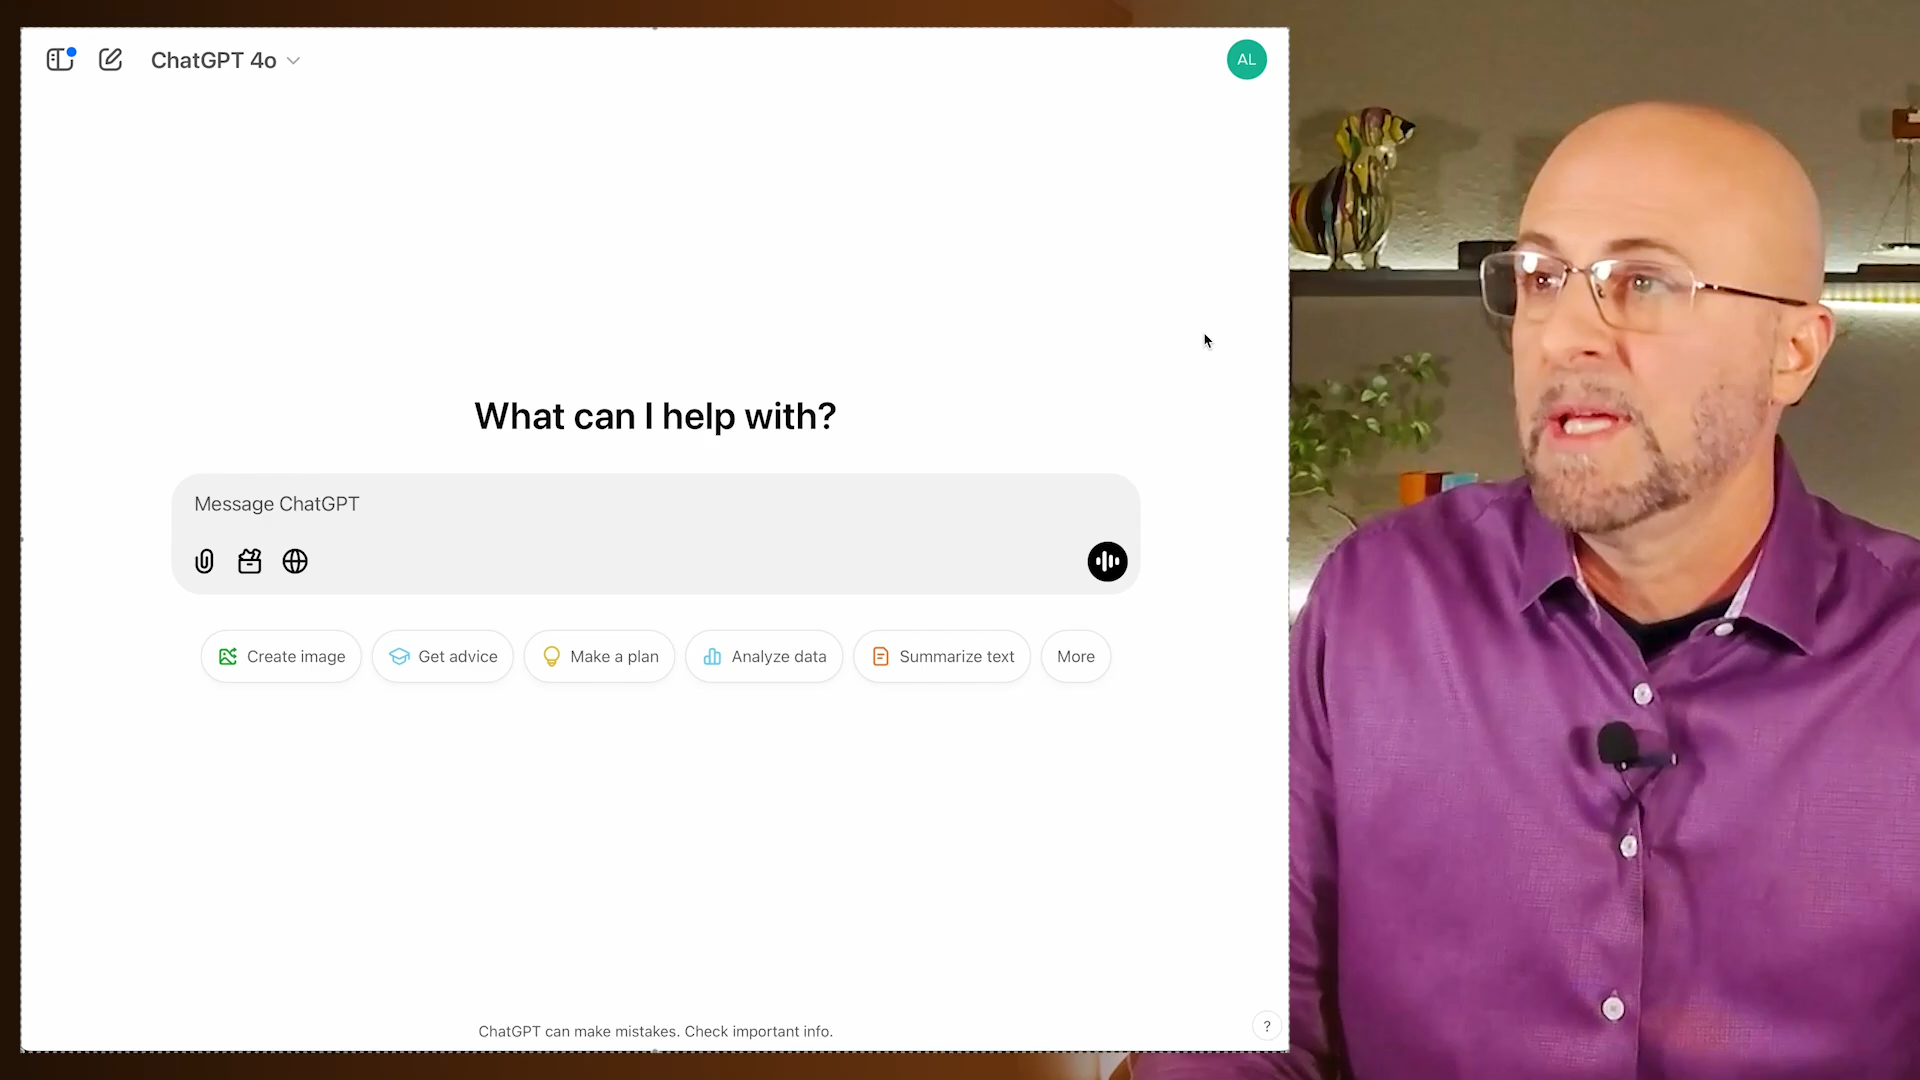 ChatGPT 4o
AL
What can I help with?
Message ChatGPT
Create image
Get advice
Make a plan
Analyze data
Summarize text
More
ChatGPT can make mistakes. Check important info.
?